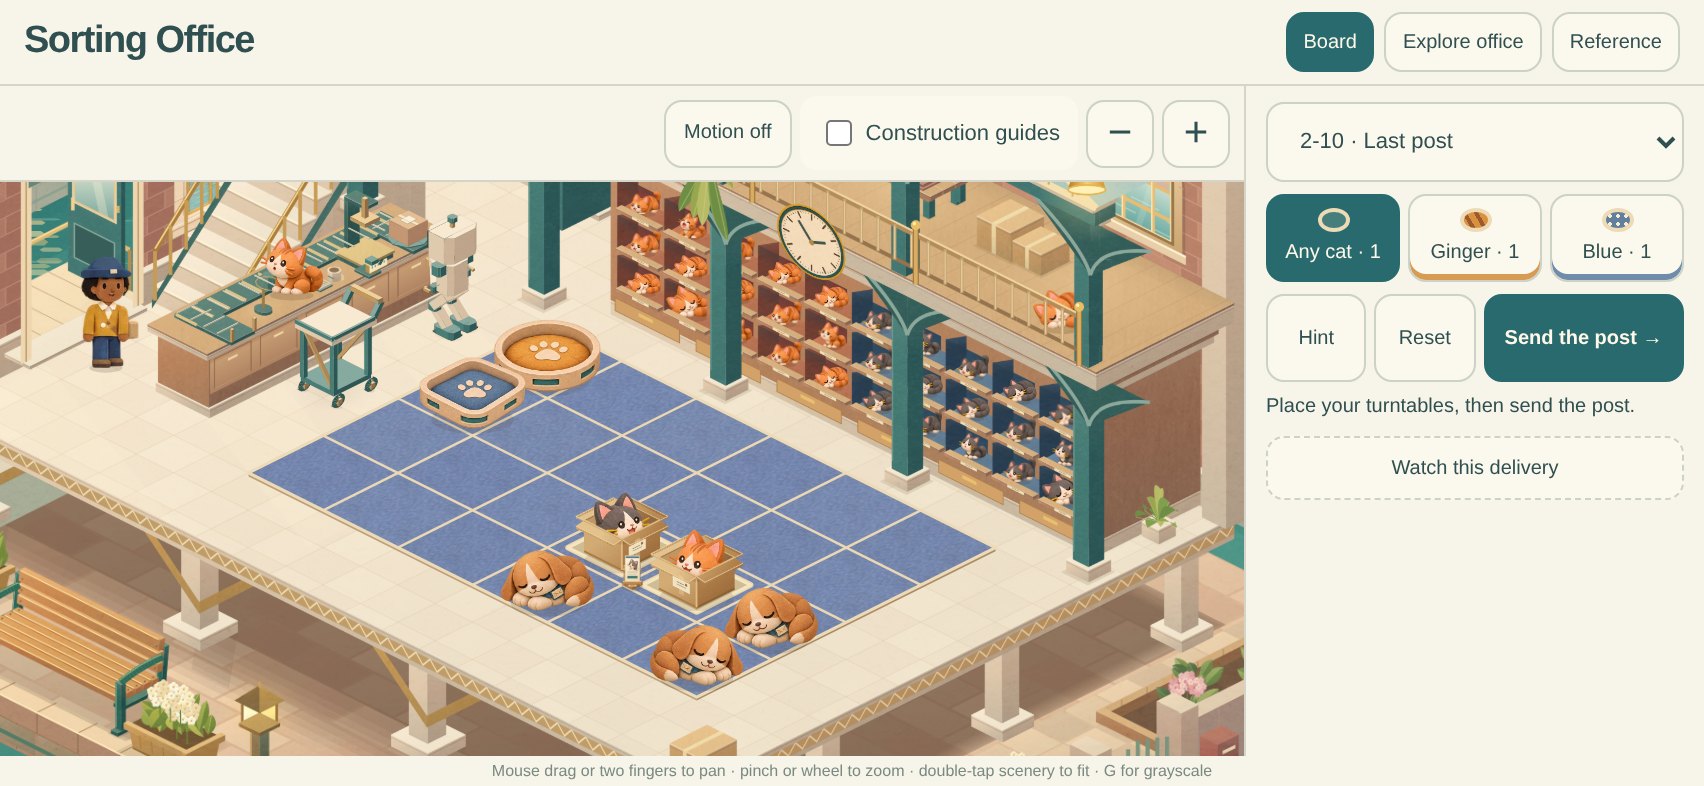 Sorting Office
Board
Explore office
Reference
Motion off
Construction guides
2-10 · Last post
Any cat · 1
Ginger · 1
Blue · 1
Hint
Reset
Send the post →
Place your turntables, then send the post.
Watch this delivery
Mouse drag or two fingers to pan · pinch or wheel to zoom · double-tap scenery to fit · G for grayscale